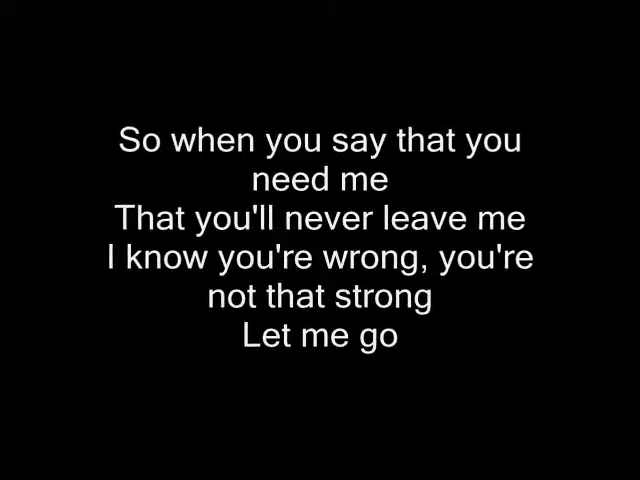 So when you say that you
need me
That you'll never leave me
I know you're wrong, you're
not that strong
Let me go